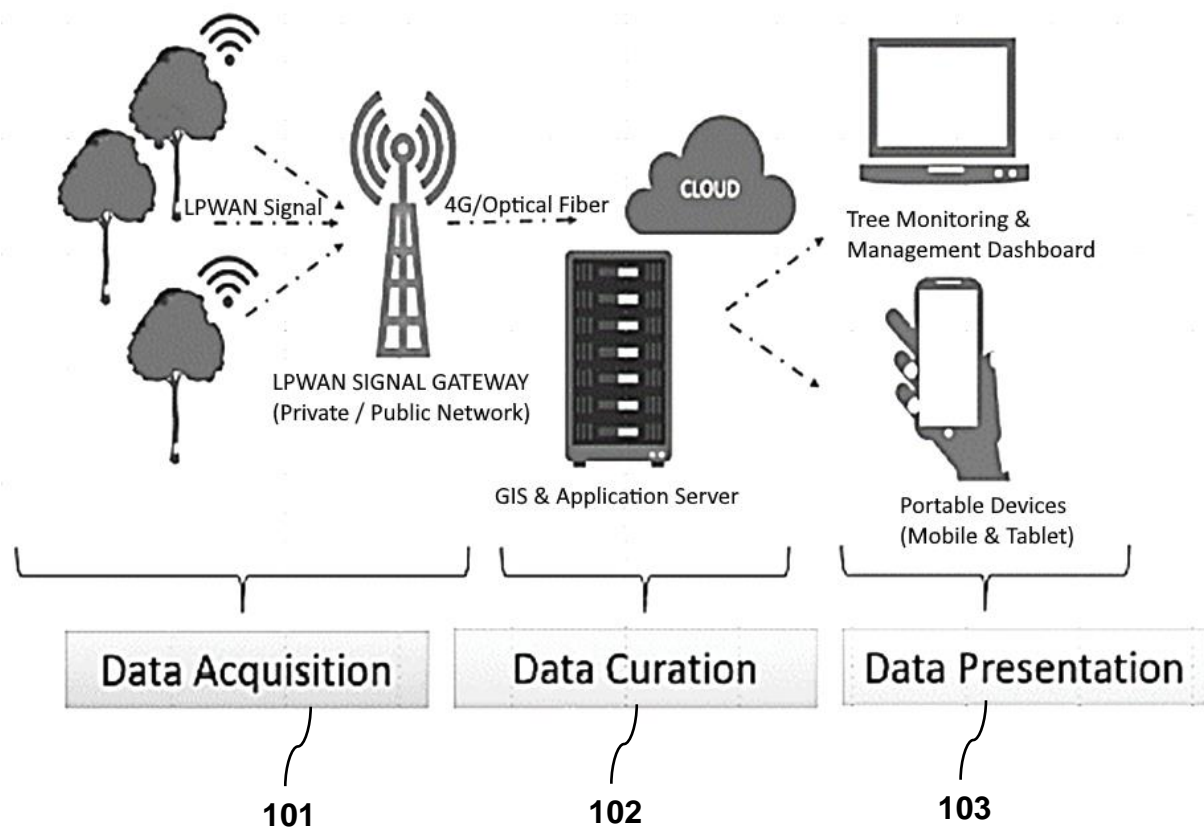 LPWAN Signal
4G/Optical Fiber
CLOUD
Tree Monitoring &
Management Dashboard
LPWAN SIGNAL GATEWAY
(Private / Public Network)
GIS & Application Server
Portable Devices
(Mobile & Tablet)
Data Acquisition
Data Curation
Data Presentation
101
102
103